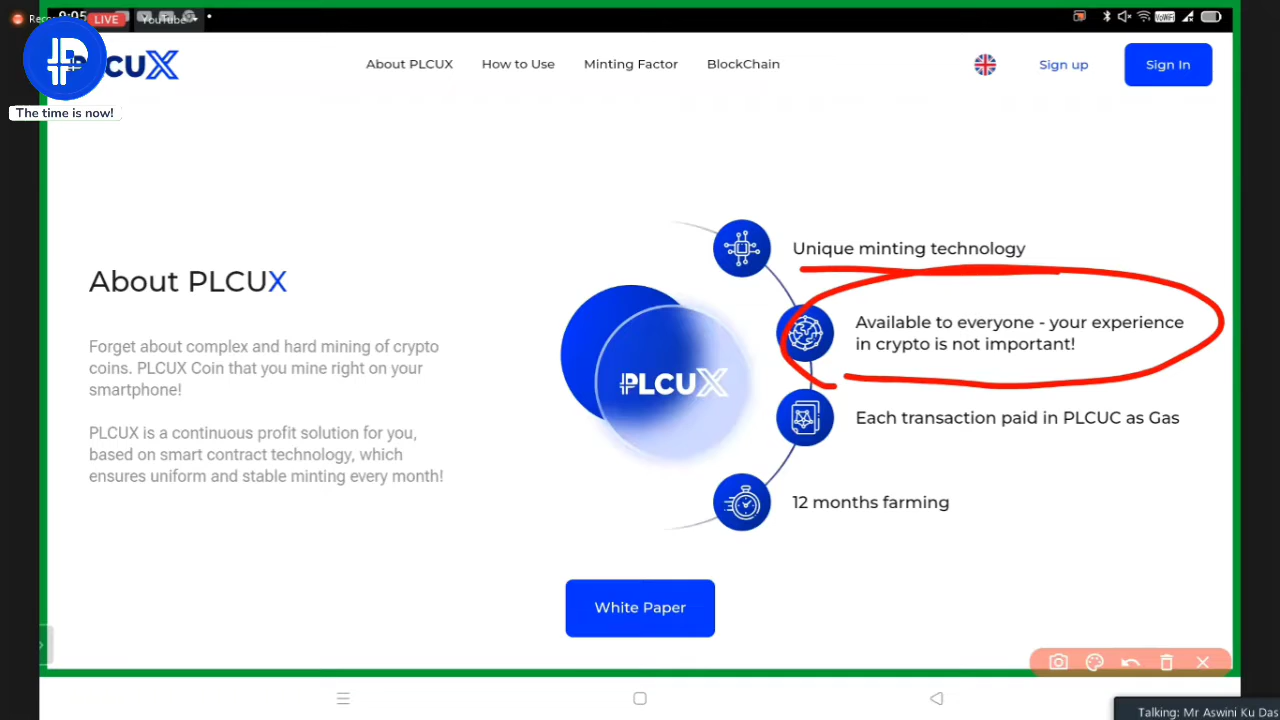 9:05
LIVE
YouTube
VoWiFi
PLCUX
The time is now!
About PLCUX
How to Use
Minting Factor
BlockChain
Sign up
Sign In
Unique minting technology
About PLCUX
Available to everyone - your experience
in crypto is not important!
Forget about complex and hard mining of crypto
coins. PLCUX Coin that you mine right on your
smartphone!
PLCUX
Each transaction paid in PLCUC as Gas
PLCUX is a continuous profit solution for you,
based on smart contract technology, which
ensures uniform and stable minting every month!
12 months farming
White Paper
Talking: Mr Aswini Ku Das